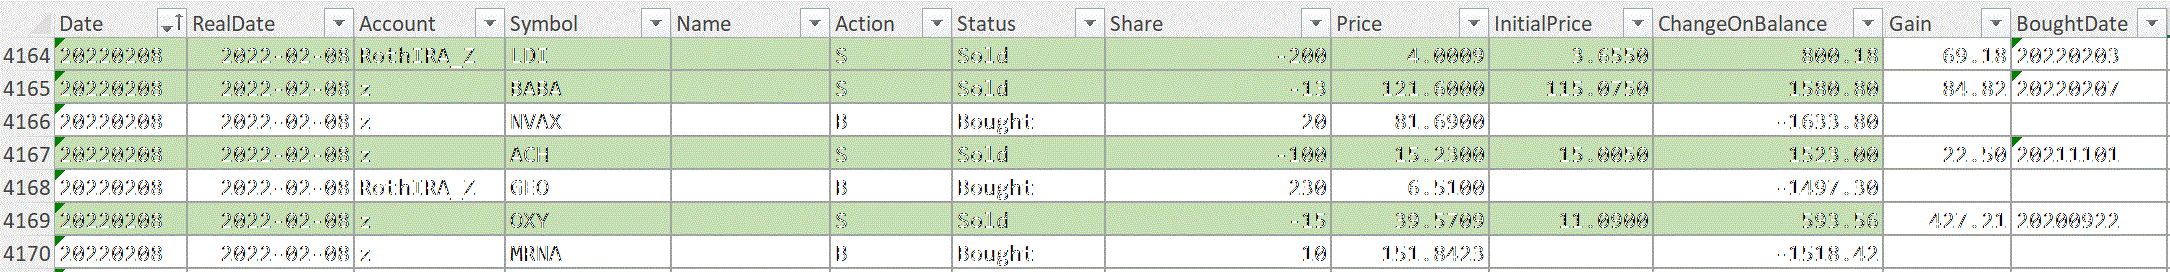 Date RealDate Account Symbol Name Action Status Share Price InitialPrice ChangeOnBalance Gain BoughtDate
4164 20220208 2022-02-08 RothIRA_Z LDI S Sold -200 4.0009 3.6550 800.18 69.18 20220203
4165 20220208 2022-02-08 z BABA S Sold -13 121.6000 115.0750 1580.80 84.82 20220207
4166 20220208 2022-02-08 z NVAX B Bought 20 81.6900 -1633.80
4167 20220208 2022-02-08 z ACH S Sold -100 15.2300 15.0050 1523.00 22.50 20211101
4168 20220208 2022-02-08 RothIRA_Z GEO B Bought 230 6.5100 -1497.30
4169 20220208 2022-02-08 z OXY S Sold -15 39.5709 11.0900 593.56 427.21 20200922
4170 20220208 2022-02-08 z MRNA B Bought 10 151.8423 -1518.42